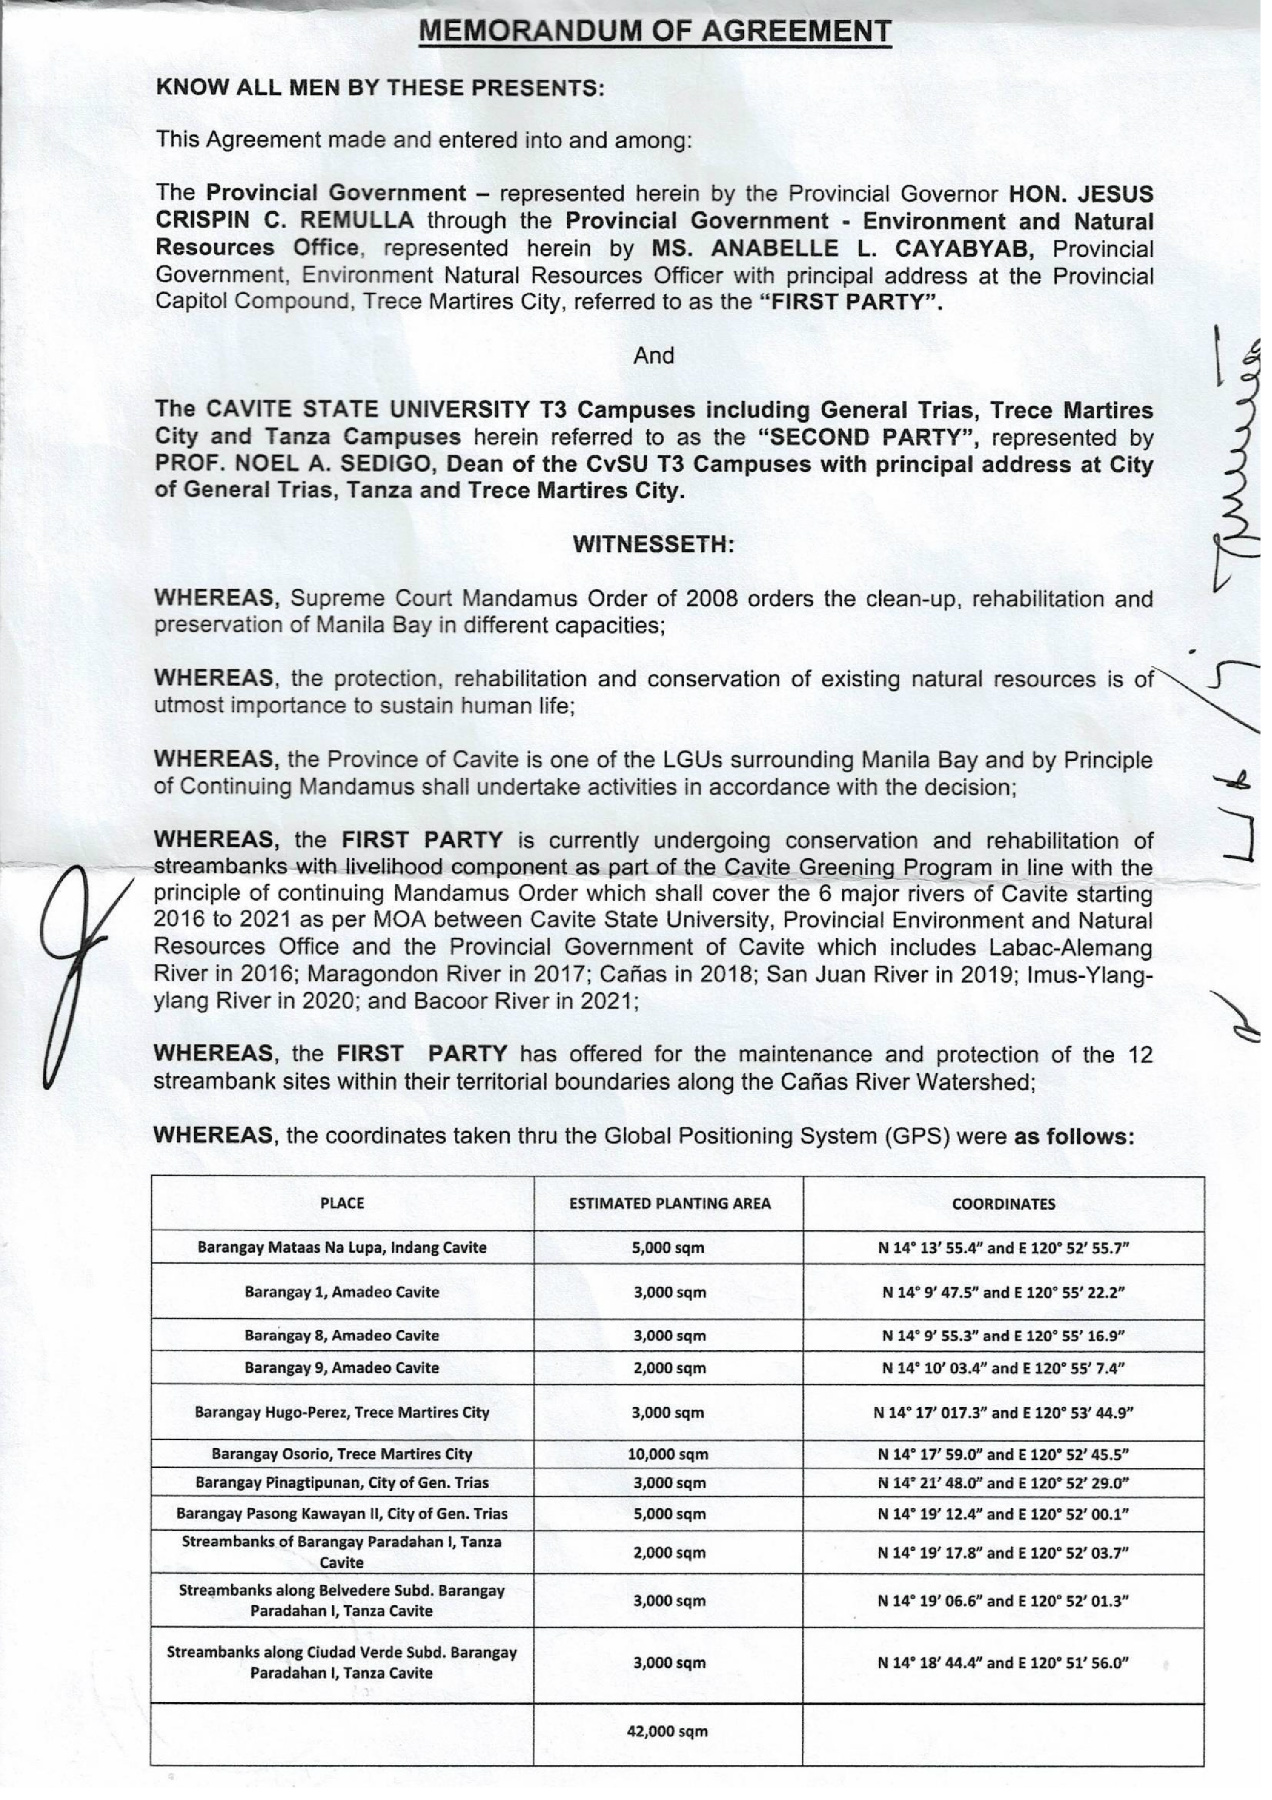 MEMORANDUM OF AGREEMENT
KNOW ALL MEN BY THESE PRESENTS:
This Agreement made and entered into and among:
The Provincial Government – represented herein by the Provincial Governor HON. JESUS
CRISPIN C. REMULLA through the Provincial Government - Environment and Natural
Resources Office, represented herein by MS. ANABELLE L. CAYABYAB, Provincial
Government, Environment Natural Resources Officer with principal address at the Provincial
Capitol Compound, Trece Martires City, referred to as the “FIRST PARTY”.
And
The CAVITE STATE UNIVERSITY T3 Campuses including General Trias, Trece Martires
City and Tanza Campuses herein referred to as the “SECOND PARTY”, represented by
PROF. NOEL A. SEDIGO, Dean of the CvSU T3 Campuses with principal address at City
of General Trias, Tanza and Trece Martires City.
WITNESSETH:
WHEREAS, Supreme Court Mandamus Order of 2008 orders the clean-up, rehabilitation and
preservation of Manila Bay in different capacities;
WHEREAS, the protection, rehabilitation and conservation of existing natural resources is of
utmost importance to sustain human life;
WHEREAS, the Province of Cavite is one of the LGUs surrounding Manila Bay and by Principle
of Continuing Mandamus shall undertake activities in accordance with the decision;
WHEREAS, the FIRST PARTY is currently undergoing conservation and rehabilitation of
streambanks with livelihood component as part of the Cavite Greening Program in line with the
principle of continuing Mandamus Order which shall cover the 6 major rivers of Cavite starting
2016 to 2021 as per MOA between Cavite State University, Provincial Environment and Natural
Resources Office and the Provincial Government of Cavite which includes Labac-Alemang
River in 2016; Maragondon River in 2017; Cañas in 2018; San Juan River in 2019; Imus-Ylang-
ylang River in 2020; and Bacoor River in 2021;
WHEREAS, the FIRST PARTY has offered for the maintenance and protection of the 12
streambank sites within their territorial boundaries along the Cañas River Watershed;
WHEREAS, the coordinates taken thru the Global Positioning System (GPS) were as follows:
PLACE ESTIMATED PLANTING AREA COORDINATES
Barangay Mataas Na Lupa, Indang Cavite 5,000 sqm N 14° 13’ 55.4” and E 120° 52’ 55.7”
Barangay 1, Amadeo Cavite 3,000 sqm N 14° 9’ 47.5” and E 120° 55’ 22.2”
Barangay 8, Amadeo Cavite 3,000 sqm N 14° 9’ 55.3” and E 120° 55’ 16.9”
Barangay 9, Amadeo Cavite 2,000 sqm N 14° 10’ 03.4” and E 120° 55’ 7.4”
Barangay Hugo-Perez, Trece Martires City 3,000 sqm N 14° 17’ 017.3” and E 120° 53’ 44.9”
Barangay Osorio, Trece Martires City 10,000 sqm N 14° 17’ 59.0” and E 120° 52’ 45.5”
Barangay Pinagtipunan, City of Gen. Trias 3,000 sqm N 14° 21’ 48.0” and E 120° 52’ 29.0”
Barangay Pasong Kawayan II, City of Gen. Trias 5,000 sqm N 14° 19’ 12.4” and E 120° 52’ 00.1”
Streambanks of Barangay Paradahan I, Tanza
Cavite 2,000 sqm N 14° 19’ 17.8” and E 120° 52’ 03.7”
Streambanks along Belvedere Subd. Barangay
Paradahan I, Tanza Cavite 3,000 sqm N 14° 19’ 06.6” and E 120° 52’ 01.3”
Streambanks along Ciudad Verde Subd. Barangay
Paradahan I, Tanza Cavite 3,000 sqm N 14° 18’ 44.4” and E 120° 51’ 56.0”
42,000 sqm